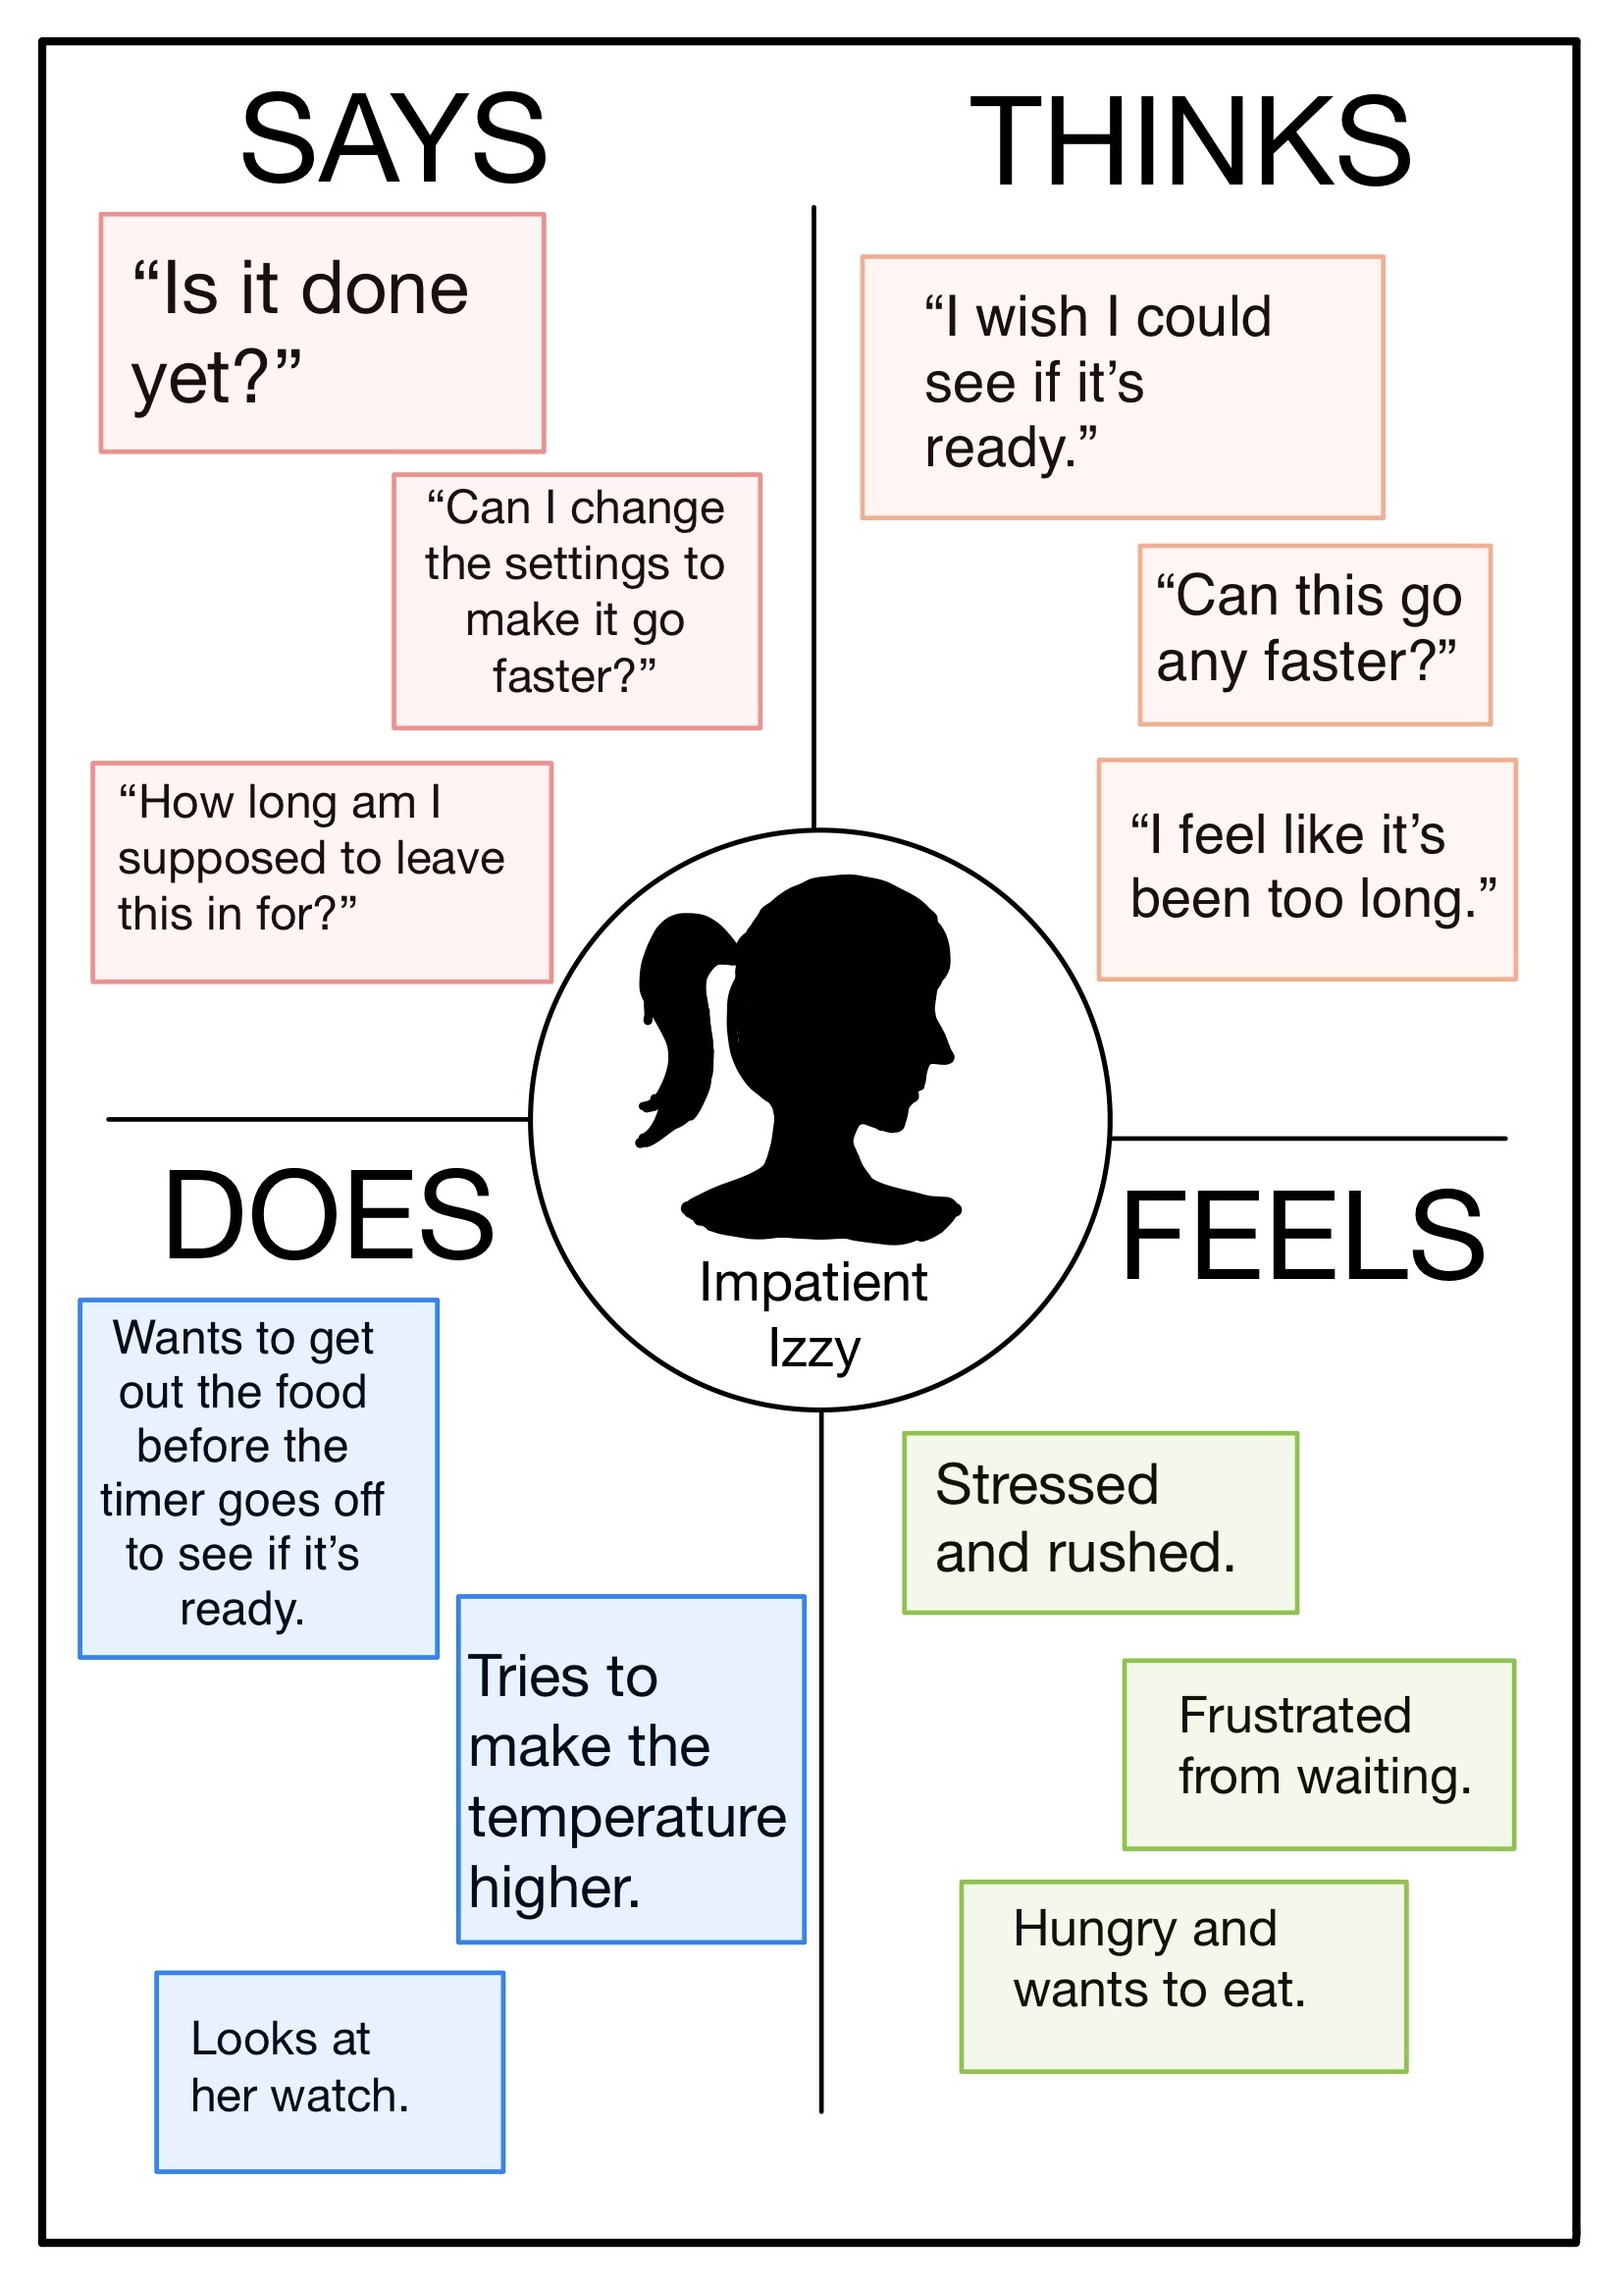 SAYS
“Is it done
yet?”
“Can I change
the settings to
make it go
faster?”
“How long am I
supposed to leave
this in for?”
THINKS
“I wish I could
see if it’s
ready.”
“Can this go
any faster?”
“I feel like it’s
been too long.”
Impatient
Izzy
DOES
Wants to get
out the food
before the
timer goes off
to see if it’s
ready.
Tries to
make the
temperature
higher.
Looks at
her watch.
FEELS
Stressed
and rushed.
Frustrated
from waiting.
Hungry and
wants to eat.